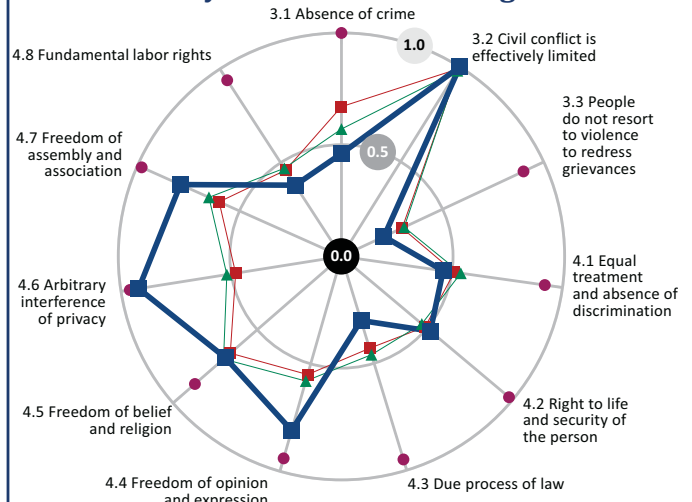 3.1 Absence of crime
1.0
3.2 Civil conflict is
effectively limited
3.3 People
do not resort
to violence
to redress
grievances
4.1 Equal
treatment
and absence of
discrimination
4.2 Right to life
and security of
the person
4.3 Due process of law
4.4 Freedom of opinion
and expression
4.5 Freedom of belief
and religion
4.6 Arbitrary
interference
of privacy
4.7 Freedom of
assembly and
association
4.8 Fundamental labor rights
0.5
0.0